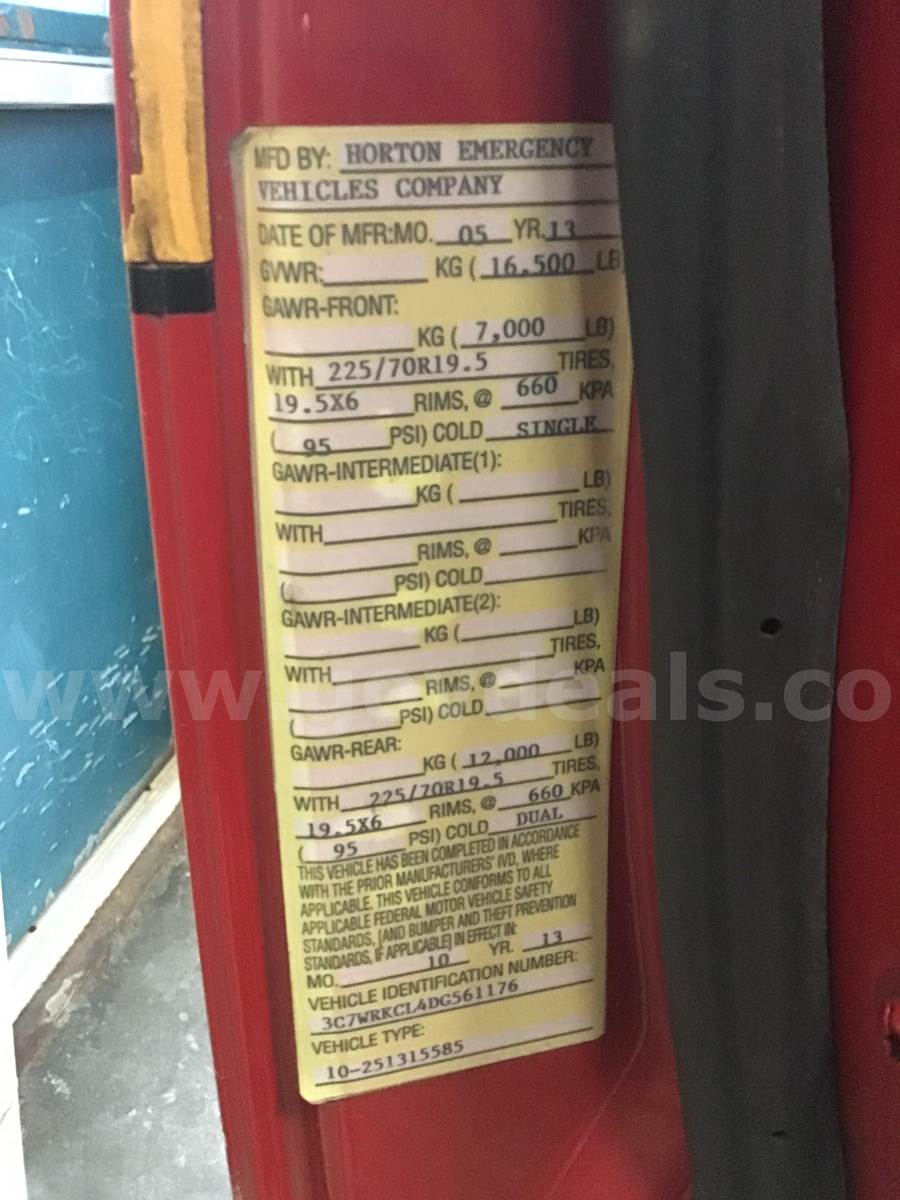 MFD BY: HORTON EMERGENCY
VEHICLES COMPANY
DATE OF MFR:MO. 05 YR.13
GVWR: KG ( 16,500 LB
GAWR-FRONT:
KG ( 7,000 LB)
WITH 225/70R19.5 TIRES,
19.5X6 RIMS, @ 660 KPA
( 95 PSI) COLD SINGLE
GAWR-INTERMEDIATE(1):
KG ( LB)
WITH TIRES,
RIMS, @ KPA
( PSI) COLD
GAWR-INTERMEDIATE(2):
KG ( LB)
WITH TIRES,
RIMS, @ KPA
( PSI) COLD
GAWR-REAR:
KG ( 12,000 LB)
WITH 225/70R19.5 TIRES,
19.5X6 RIMS, @ 660 KPA
( 95 PSI) COLD DUAL
THIS VEHICLE HAS BEEN COMPLETED IN ACCORDANCE
WITH THE PRIOR MANUFACTURERS' IVD, WHERE
APPLICABLE. THIS VEHICLE CONFORMS TO ALL
APPLICABLE FEDERAL MOTOR VEHICLE SAFETY
STANDARDS, [AND BUMPER AND THEFT PREVENTION
STANDARDS, IF APPLICABLE] IN EFFECT IN:
MO. 10 YR. 13
VEHICLE IDENTIFICATION NUMBER:
3C7WRKCL4DG561176
VEHICLE TYPE:
10-251315585
www.govdeals.co